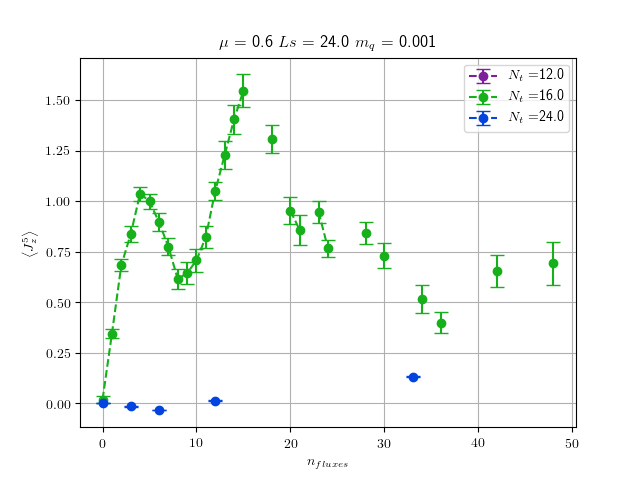 μ = 0.6 Ls = 24.0 m_q = 0.001
N_t =12.0
N_t =16.0
N_t =24.0
⟨J_z^5⟩
1.50
1.25
1.00
0.75
0.50
0.25
0.00
0 10 20 30 40 50
n_fluxes